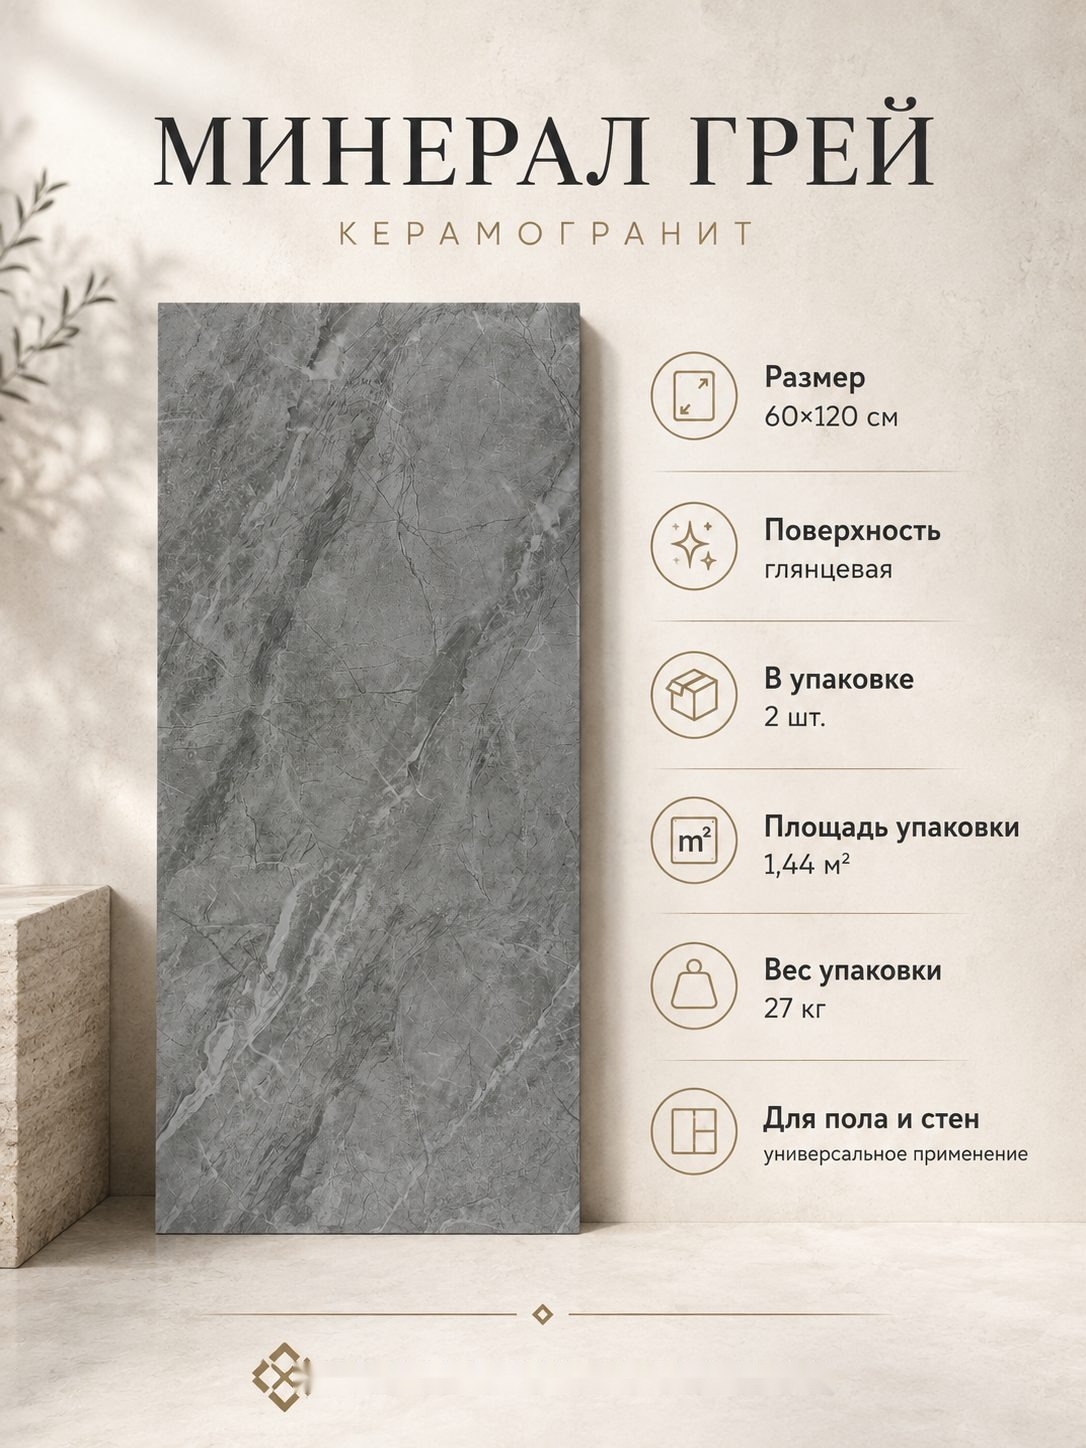 МИНЕРАЛ ГРЕЙ
КЕРАМОГРАНИТ
Размер
60×120 см
Поверхность
глянцевая
В упаковке
2 шт.
m²
Площадь упаковки
1,44 м²
Вес упаковки
27 кг
Для пола и стен
универсальное применение